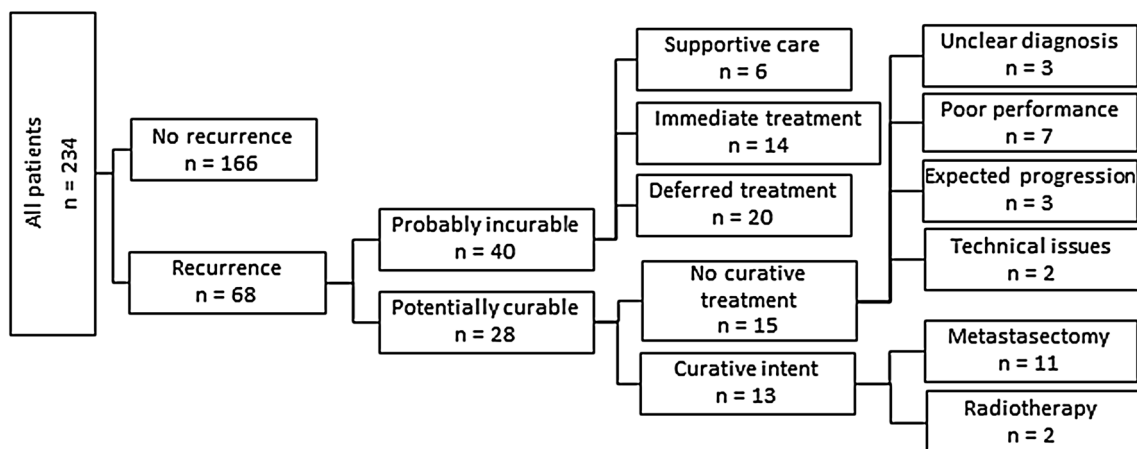 All patients
n = 234
No recurrence
n = 166
Recurrence
n = 68
Probably incurable
n = 40
Potentially curable
n = 28
Supportive care
n = 6
Immediate treatment
n = 14
Deferred treatment
n = 20
No curative
treatment
n = 15
Curative intent
n = 13
Unclear diagnosis
n = 3
Poor performance
n = 7
Expected progression
n = 3
Technical issues
n = 2
Metastasectomy
n = 11
Radiotherapy
n = 2